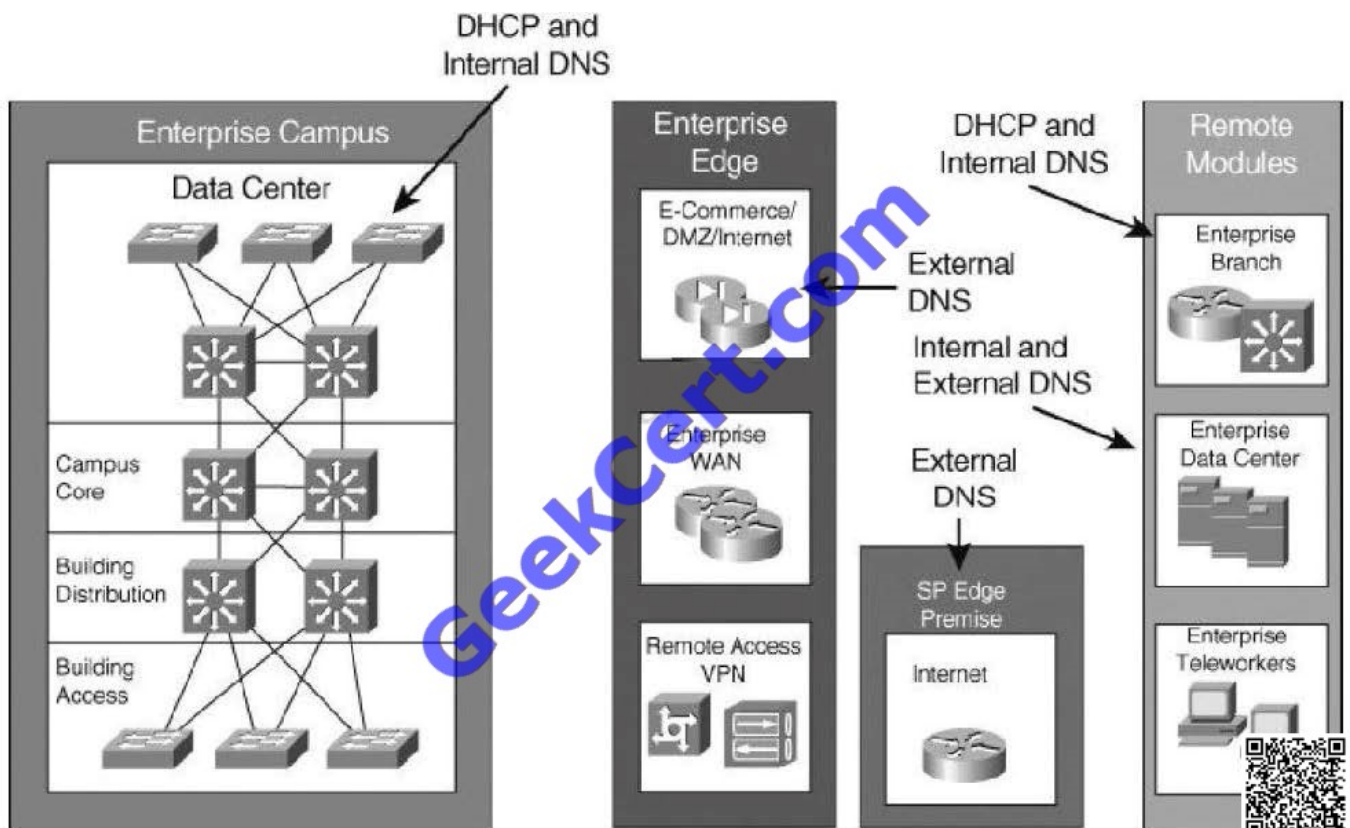 DHCP and
Internal DNS
Enterprise Campus
Data Center
Campus
Core
Building
Distribution
Building
Access
Enterprise
Edge
E-Commerce/
DMZ/Internet
Enterprise
WAN
Remote Access
VPN
DHCP and
Internal DNS
External
DNS
Internal and
External DNS
External
DNS
SP Edge
Premise
Internet
Remote
Modules
Enterprise
Branch
Enterprise
Data Center
Enterprise
Teleworkers
GeekCert.com